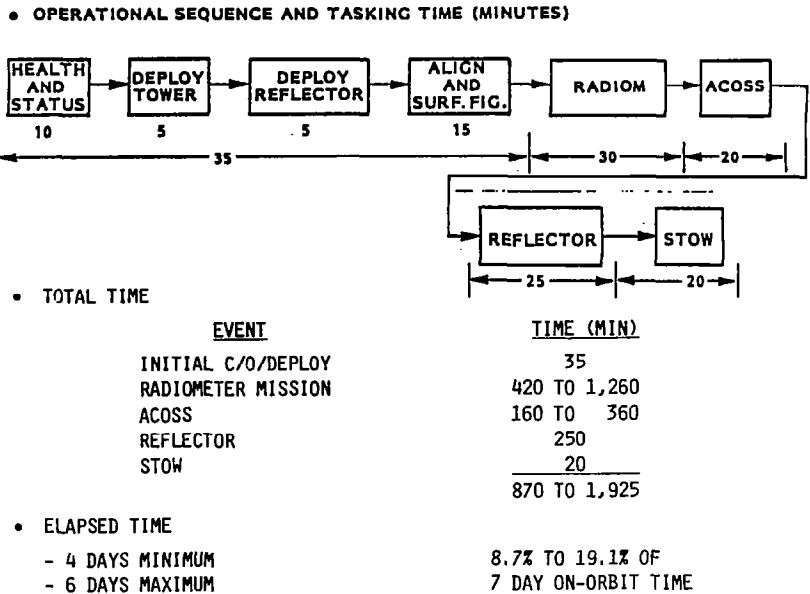 • OPERATIONAL SEQUENCE AND TASKING TIME (MINUTES)
HEALTH
AND
STATUS
10
DEPLOY
TOWER
5
DEPLOY
REFLECTOR
5
ALIGN
AND
SURF. FIG.
15
RADIOM
ACOSS
35
30
20
REFLECTOR
STOW
25
20
• TOTAL TIME
EVENT TIME (MIN)
INITIAL C/O/DEPLOY 35
RADIOMETER MISSION 420 TO 1,260
ACOSS 160 TO 360
REFLECTOR 250
STOW 20
870 TO 1,925
• ELAPSED TIME
- 4 DAYS MINIMUM 8.7% TO 19.1% OF
- 6 DAYS MAXIMUM 7 DAY ON-ORBIT TIME